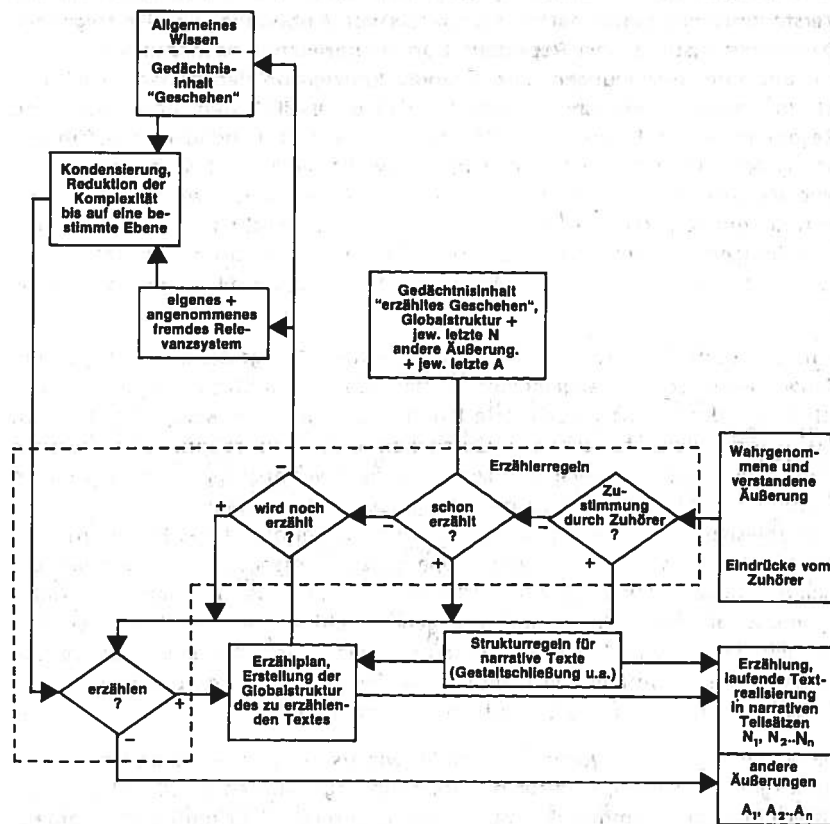 Allgemeines
Wissen
Gedächtnis-
inhalt
"Geschehen"
Kondensierung,
Reduktion der
Komplexität
bis auf eine be-
stimmte Ebene
eigenes +
angenommenes
fremdes Rele-
vanzsystem
Gedächtnisinhalt
"erzähltes Geschehen",
Globalstruktur +
jew. letzte N
andere Äußerung.
+ jew. letzte A
Erzählerregeln
Wahrgenom-
mene und
verstandene
Äußerung
Eindrücke vom
Zuhörer
–
+
wird noch
erzählt
?
–
schon
erzählt
?
+
–
Zu-
stimmung
durch Zuhörer
?
+
erzählen
?
+
–
Erzählplan,
Erstellung der
Globalstruktur
des zu erzählen-
den Textes
Strukturregeln für
narrative Texte
(Gestaltschließung u.a.)
Erzählung,
laufende Text-
realisierung
in narrativen
Teilsätzen
N₁, N₂..Nₙ
andere
Äußerungen
A₁, A₂..Aₙ